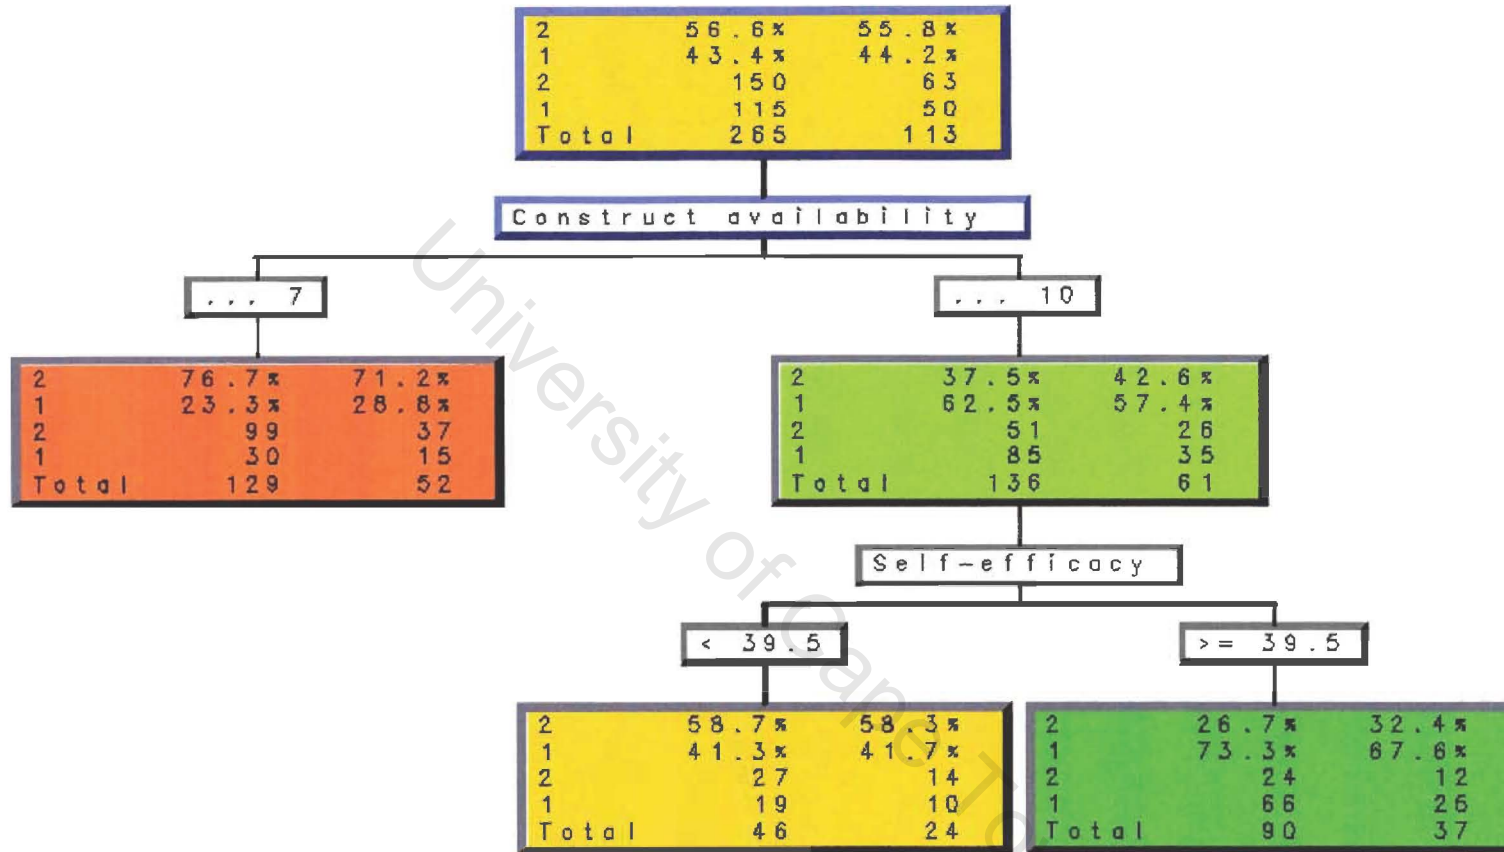 2 56.6% 55.8%
1 43.4% 44.2%
2 150 63
1 115 50
Total 265 113
Construct availability
... 7
... 10
2 76.7% 71.2%
1 23.3% 28.8%
2 99 37
1 30 15
Total 129 52
2 37.5% 42.6%
1 62.5% 57.4%
2 51 26
1 85 35
Total 136 61
Self-efficacy
< 39.5
>= 39.5
2 58.7% 58.3%
1 41.3% 41.7%
2 27 14
1 19 10
Total 46 24
2 26.7% 32.4%
1 73.3% 67.6%
2 24 12
1 66 25
Total 90 37
University of Cape To